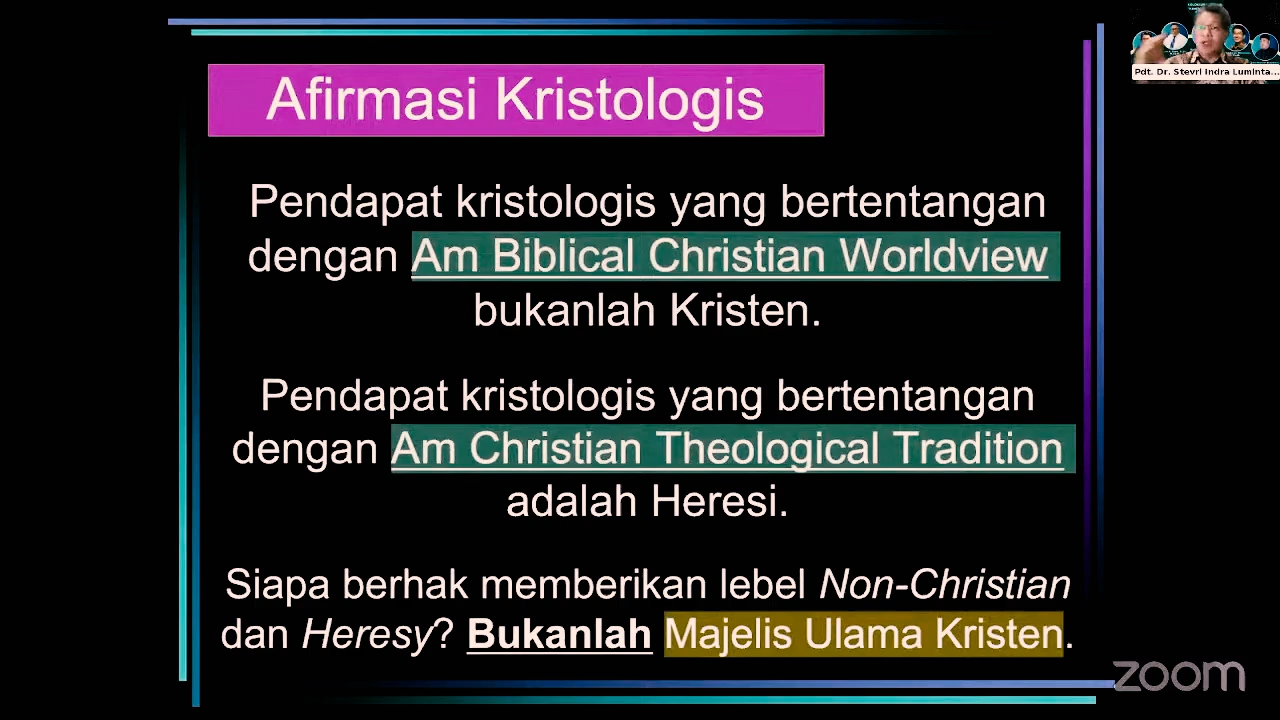 Afirmasi Kristologis
Pendapat kristologis yang bertentangan
dengan Am Biblical Christian Worldview
bukanlah Kristen.
Pendapat kristologis yang bertentangan
dengan Am Christian Theological Tradition
adalah Heresi.
Siapa berhak memberikan lebel Non-Christian
dan Heresy? Bukanlah Majelis Ulama Kristen.
Pdt. Dr. Stevri Indra Luminta...
zoom